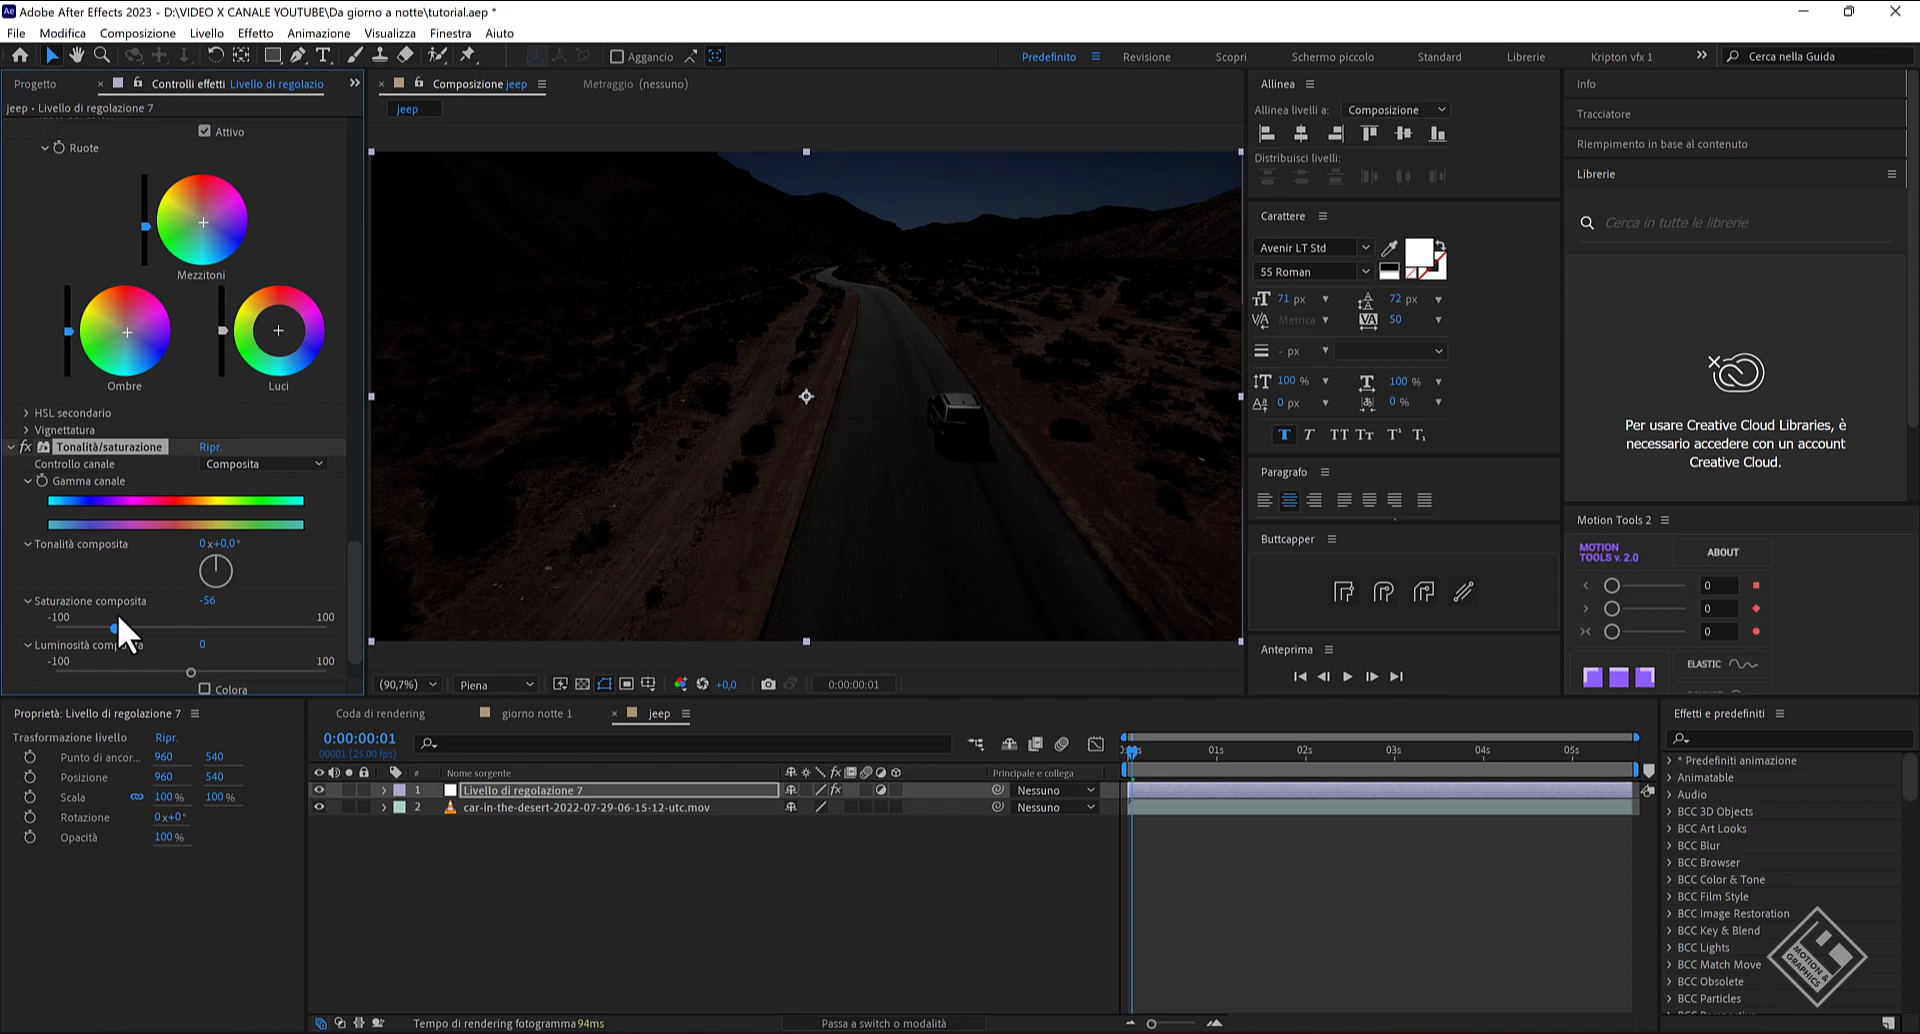 Adobe After Effects 2023 - D:\VIDEO X CANALE YOUTUBE\Da giorno a notte\tutorial.aep *
File Modifica Composizione Livello Effetto Animazione Visualizza Finestra Aiuto
Aggancio Predefinito Revisione Scopri Schermo piccolo Standard Librerie Kripton vfx 1 Cerca nella Guida
Progetto Controlli effetti Livello di regolazio
Composizione jeep Metraggio (nessuno)
jeep • Livello di regolazione 7
jeep
Attivo
Ruote
Mezzitoni
Ombre Luci
HSL secondario
Vignettatura
fx Tonalità/saturazione Ripr.
Controllo canale Composita
Gamma canale
Tonalità composita 0x+0,0°
Saturazione composita -56
-100 100
Luminosità 0
-100 100
Colora
(90,7%) Piena +0,0 0:00:00:01
Allinea
Allinea livelli a: Composizione
Distribuisci livelli:
Carattere
Avenir LT Std
55 Roman
71 px 72 px
Metrica 50
- px
100 % 100 %
0 px 0 %
Paragrafo
Buttcapper
Anteprima
Info
Tracciatore
Riempimento in base al contenuto
Librerie
Cerca in tutte le librerie
Per usare Creative Cloud Libraries, è
necessario accedere con un account
Creative Cloud.
Motion Tools 2
MOTION
TOOLS v. 2.0
ABOUT
0
0
0
ELASTIC
Proprietà: Livello di regolazione 7
Trasformazione livello Ripr.
Punto di ancor... 960 540
Posizione 960 540
Scala 100 % 100 %
Rotazione 0x+0°
Opacità 100 %
Coda di rendering giorno notte 1 jeep
0:00:00:01
00001 (25.00 fps)
01s 02s 03s 04s 05s
# Nome sorgente fx Principale e collega
1 Livello di regolazione 7 fx Nessuno
2 car-in-the-desert-2022-07-29-06-15-12-utc.mov Nessuno
Tempo di rendering fotogramma 94ms Passa a switch o modalità
Effetti e predefiniti
* Predefiniti animazione
Animatable
Audio
BCC 3D Objects
BCC Art Looks
BCC Blur
BCC Browser
BCC Color & Tone
BCC Film Style
BCC Image Restoration
BCC Key & Blend
BCC Lights
BCC Match Move
BCC Obsolete
BCC Particles
MOTION &
GRAPHICS